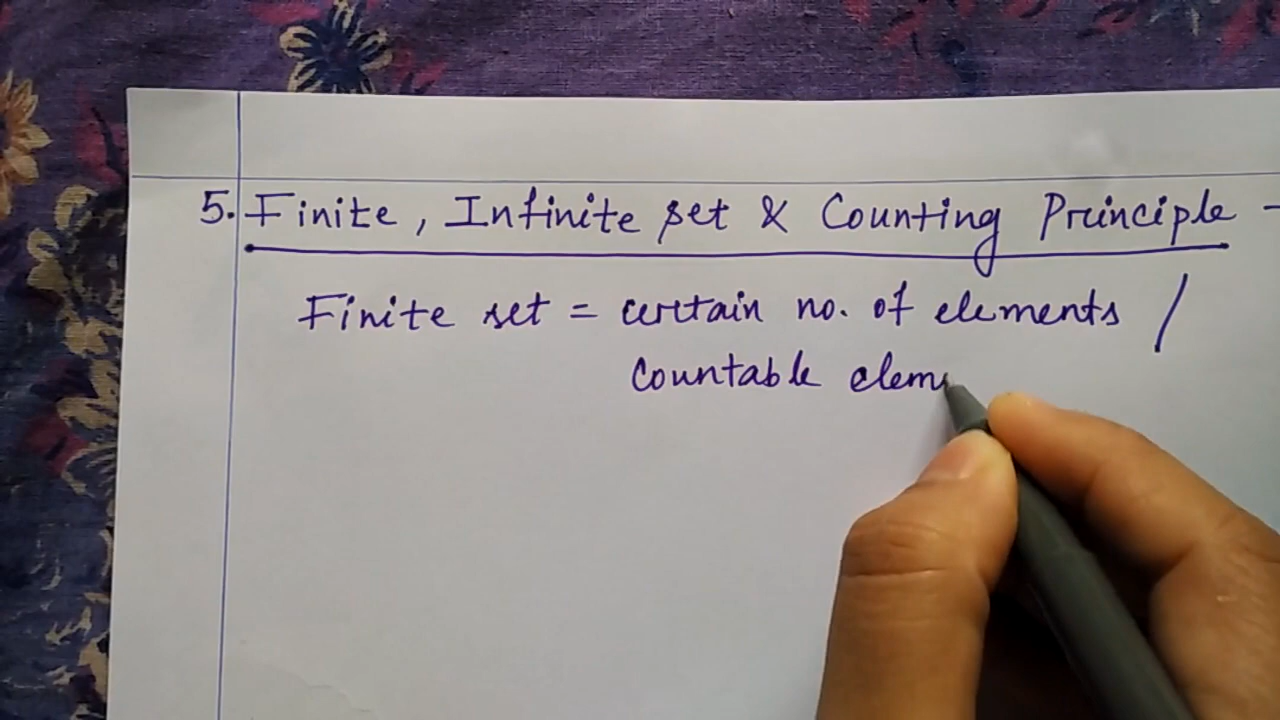 5. Finite, Infinite set & Counting Principle -
Finite set = certain no. of elements /
Countable elem